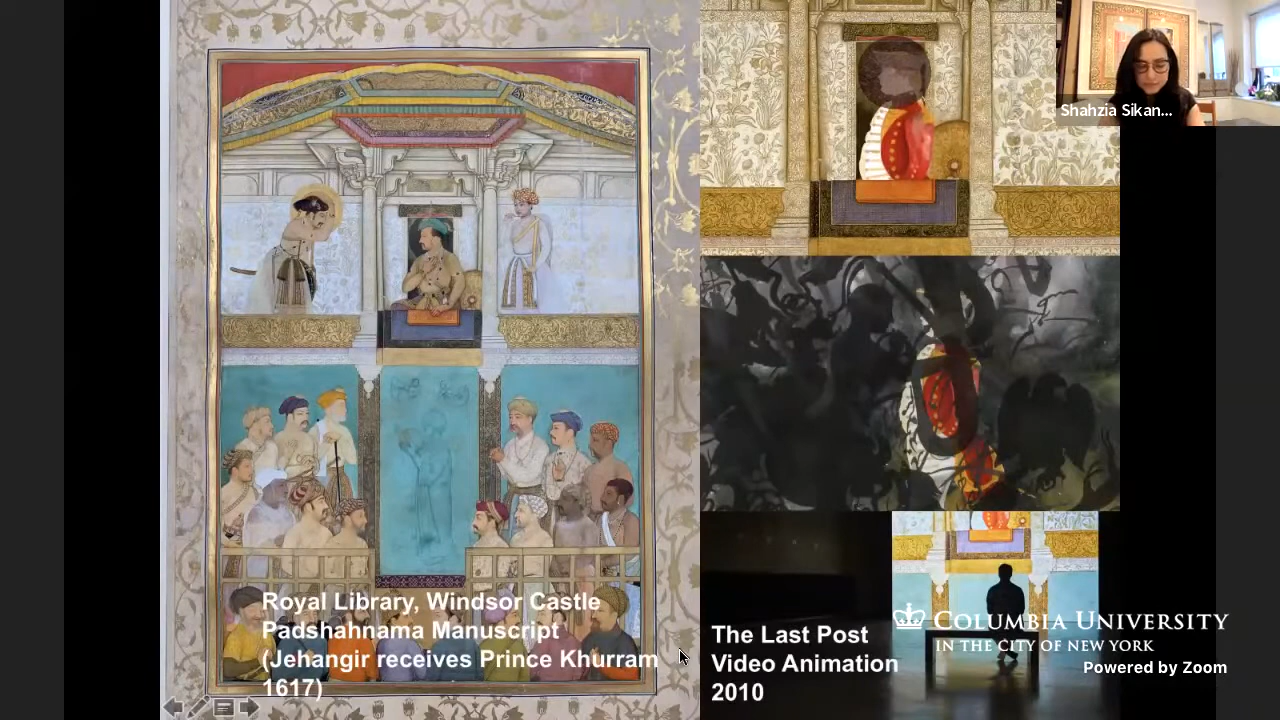 Shahzia Sikan...
Royal Library, Windsor Castle
Padshahnama Manuscript
(Jehangir receives Prince Khurram
1617)
The Last Post
Video Animation
2010
COLUMBIA UNIVERSITY
IN THE CITY OF NEW YORK
Powered by Zoom